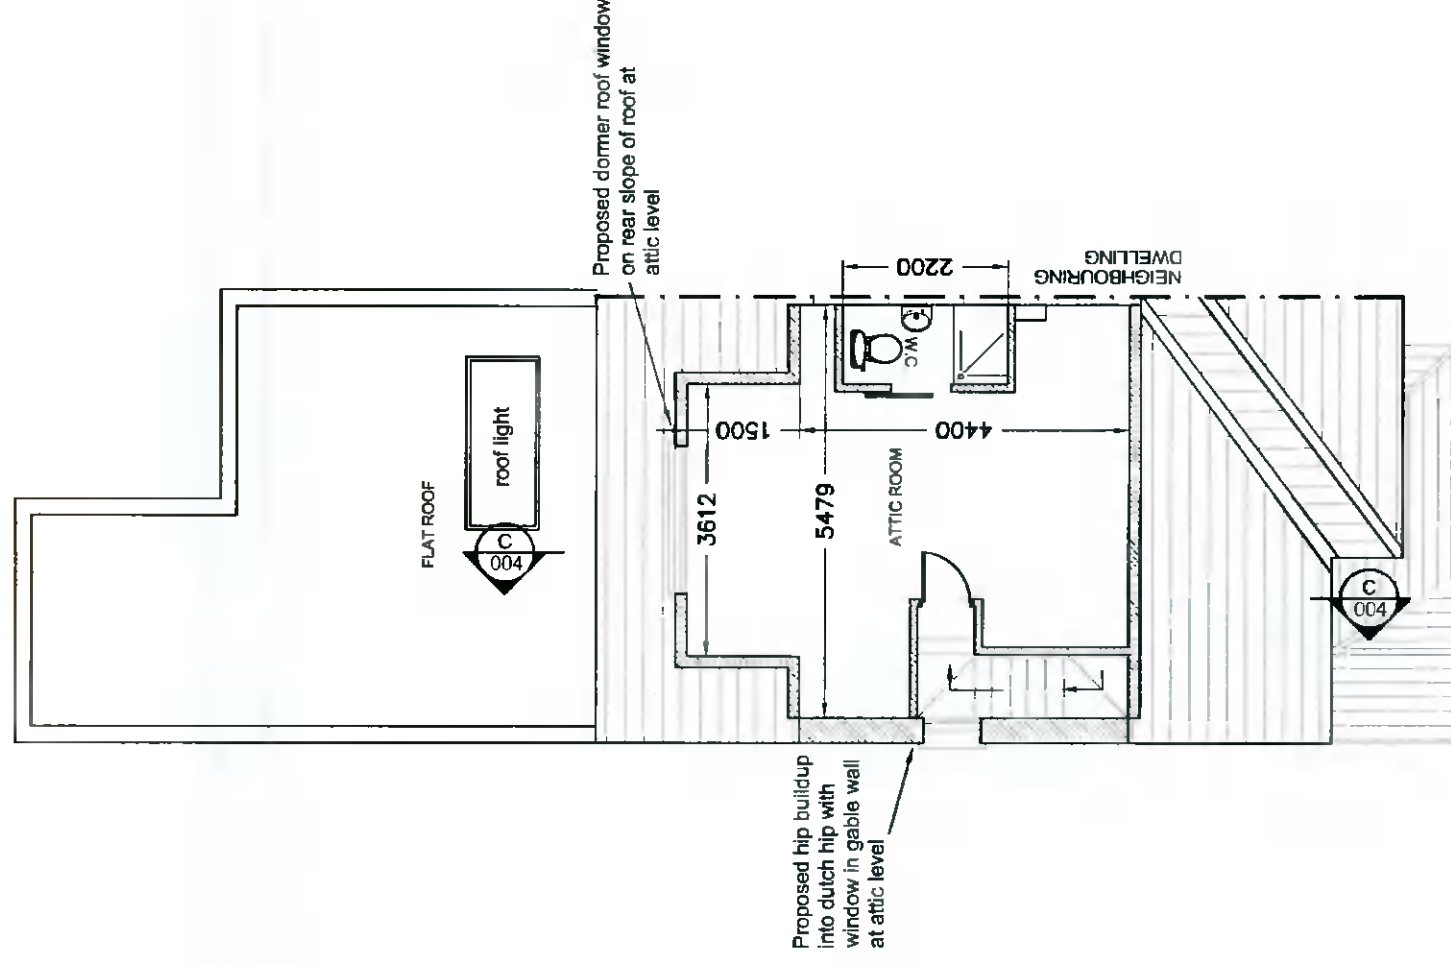 Proposed dormer roof window
on rear slope of roof at
attic level
FLAT ROOF
roof light
C
004
NEIGHBOURING
DWELLING
2200
W.C
1500
4400
3612
5479
ATTIC ROOM
C
004
Proposed hip buildup
into dutch hip with
window in gable wall
at attic level